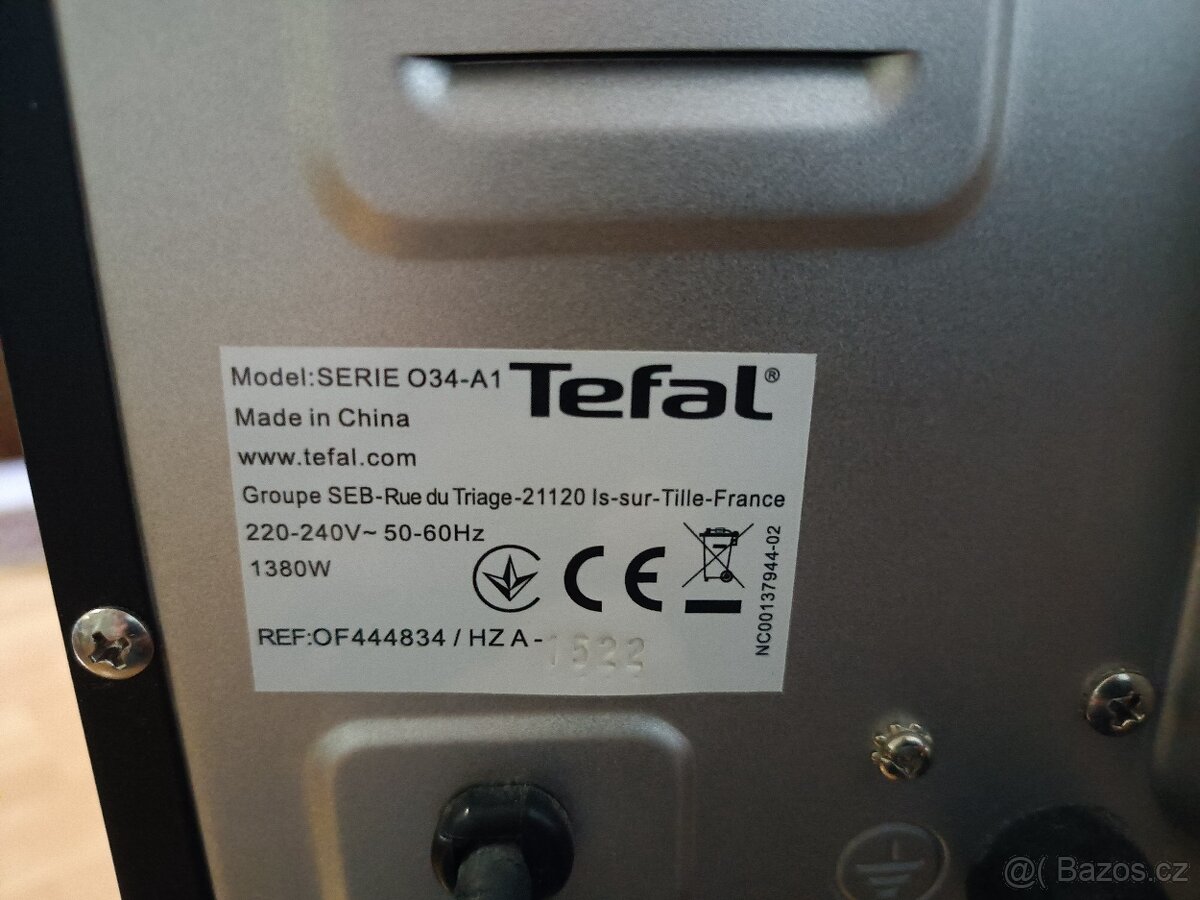 Model:SERIE O34-A1
Tefal®
Made in China
www.tefal.com
Groupe SEB-Rue du Triage-21120 Is-sur-Tille-France
220-240V~ 50-60Hz
1380W
CE
REF:OF444834 / HZ A - 1522
NC00137944-02
@( Bazos.cz